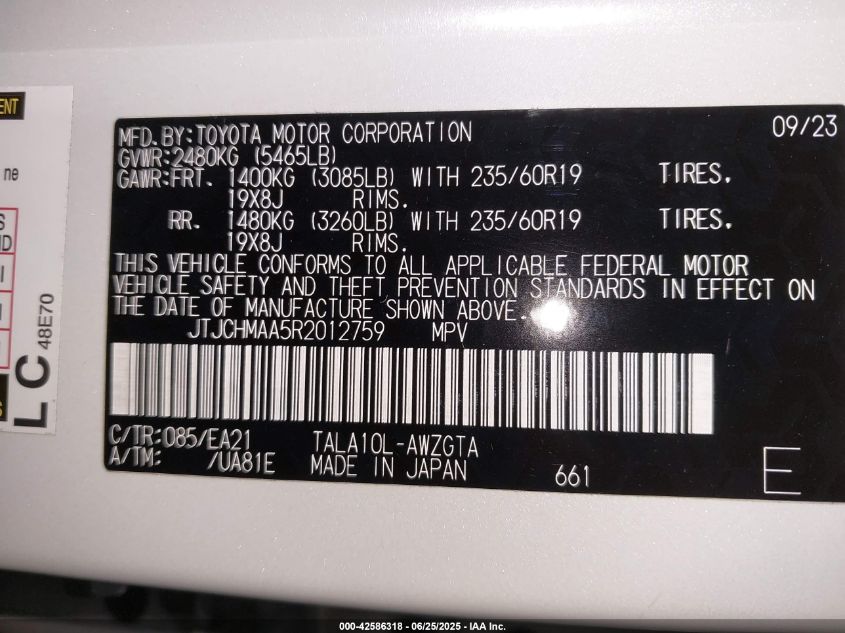 MFD. BY: TOYOTA MOTOR CORPORATION 09/23
GVWR: 2480KG (5465LB)
GAWR: FRT. 1400KG (3085LB) WITH 235/60R19 TIRES.
19X8J RIMS.
RR. 1480KG (3260LB) WITH 235/60R19 TIRES.
19X8J RIMS.
THIS VEHICLE CONFORMS TO ALL APPLICABLE FEDERAL MOTOR
VEHICLE SAFETY AND THEFT PREVENTION STANDARDS IN EFFECT ON
THE DATE OF MANUFACTURE SHOWN ABOVE.
JTJCHMAA5R2012759 MPV
C/TR: 085/EA21 TALA10L-AWZGTA
A/TM: /UA81E MADE IN JAPAN 661 E
ENT
ne
LC 48E70
000-42586318 - 06/25/2025 - IAA Inc.